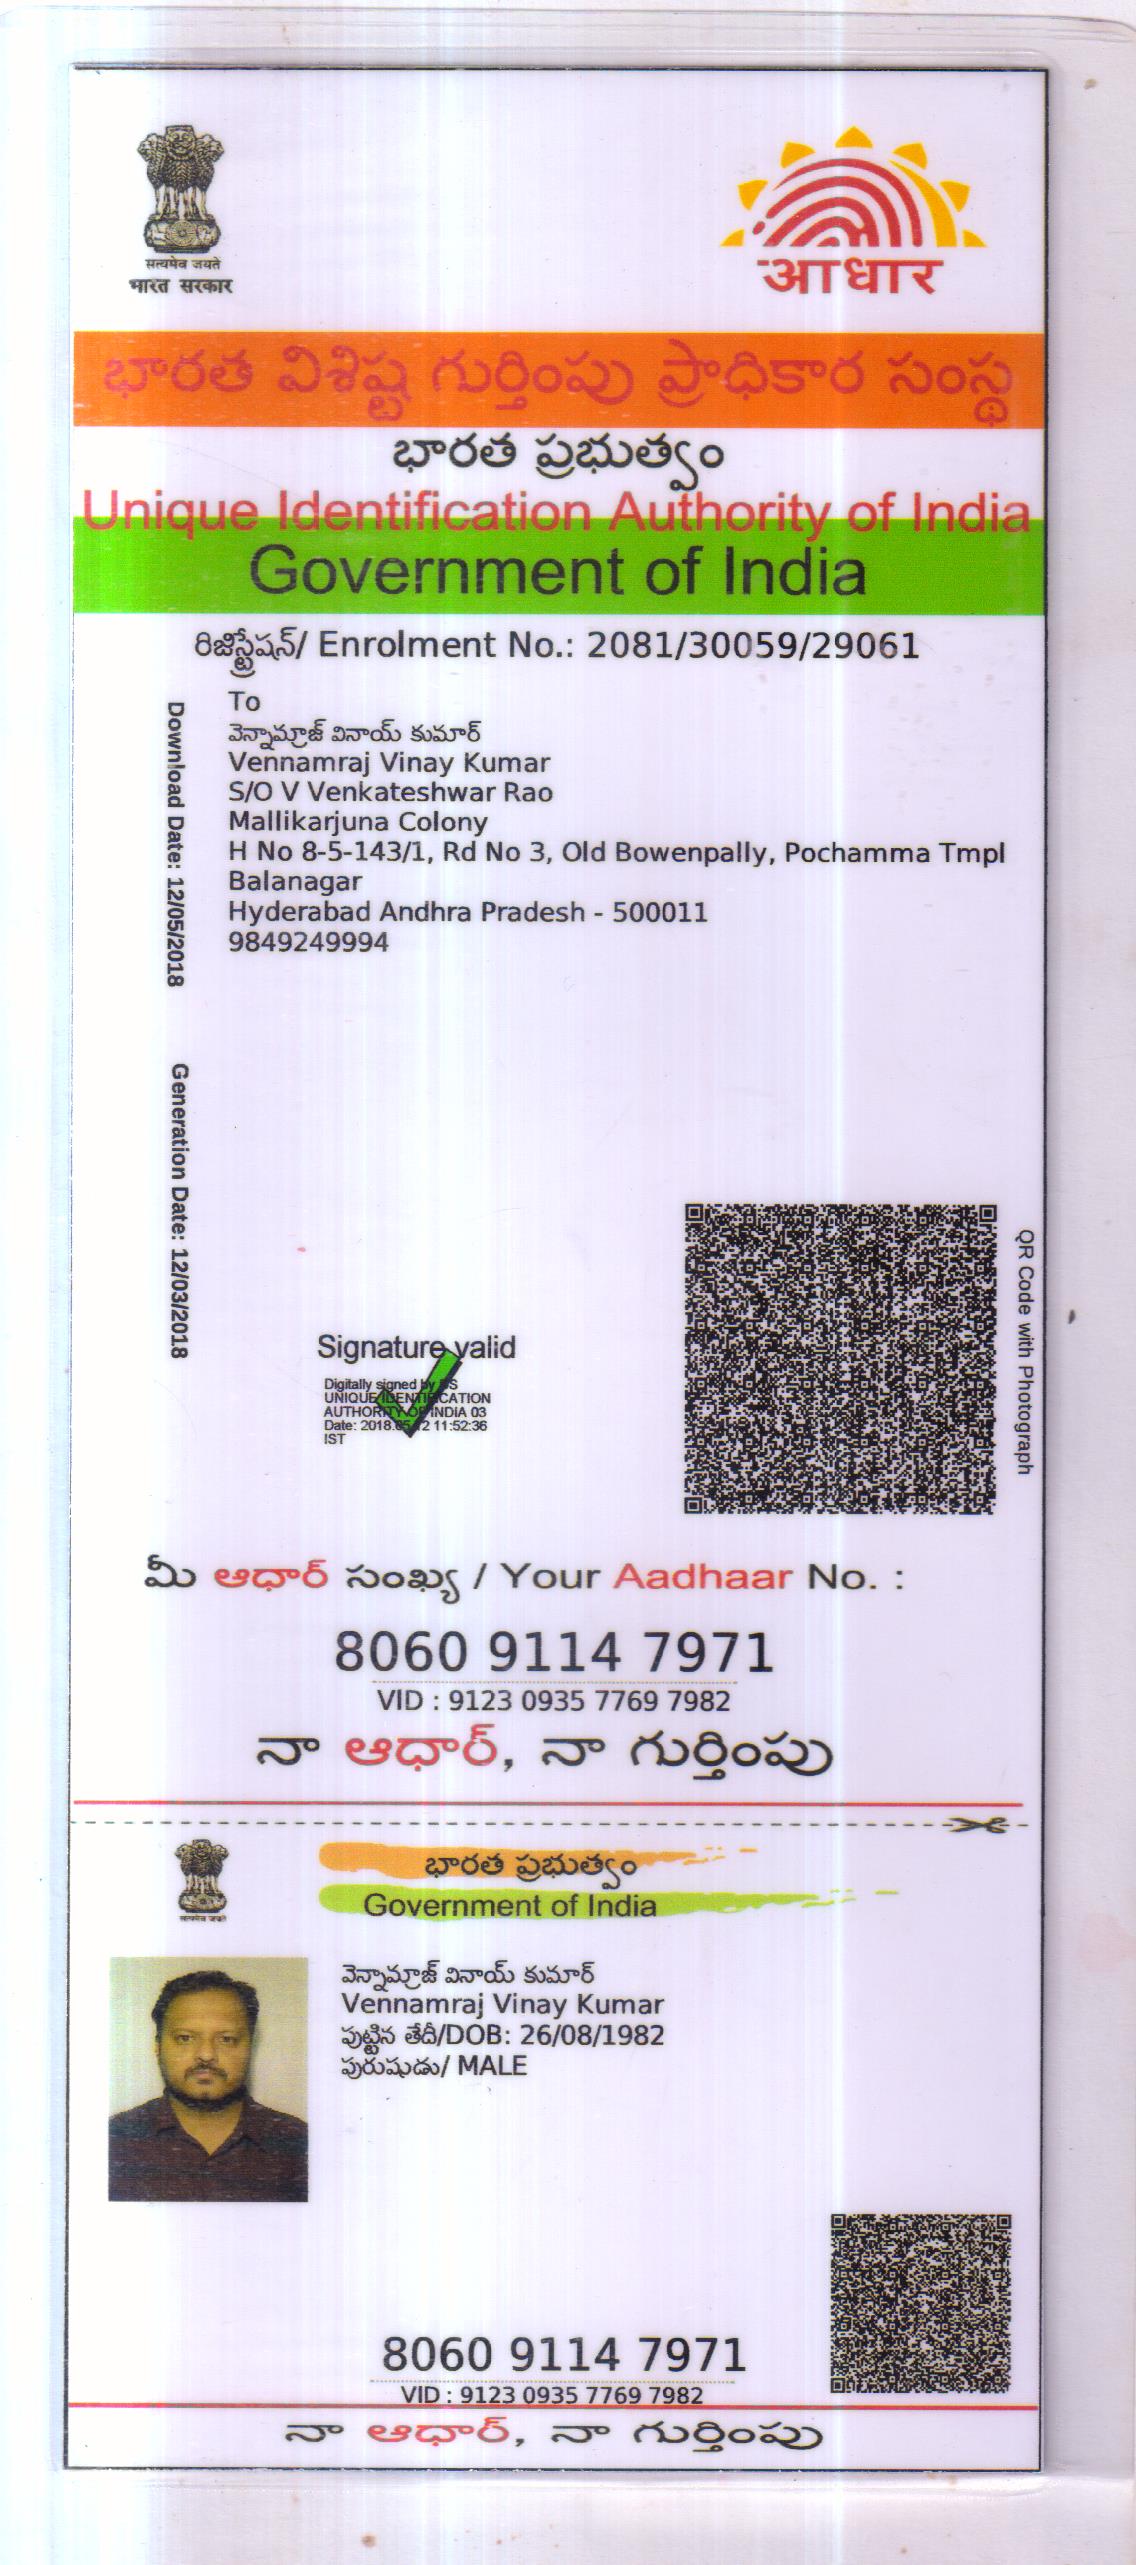 सत्यमेव जयते
भारत सरकार
आधार
భారత విశిష్ట గుర్తింపు ప్రాధికార సంస్థ
భారత ప్రభుత్వం
Unique Identification Authority of India
Government of India
రిజిస్ట్రేషన్/ Enrolment No.: 2081/30059/29061
To
వెన్నామ్రాజ్ వినాయ్ కుమార్
Vennamraj Vinay Kumar
S/O V Venkateshwar Rao
Mallikarjuna Colony
H No 8-5-143/1, Rd No 3, Old Bowenpally, Pochamma Tmpl
Balanagar
Hyderabad Andhra Pradesh - 500011
9849249994
Download Date: 12/05/2018
Generation Date: 12/03/2018
QR Code with Photograph
Signature valid
Digitally signed by DS
UNIQUE IDENTIFICATION
AUTHORITY OF INDIA 03
Date: 2018.05.12 11:52:36
IST
మీ ఆధార్ సంఖ్య / Your Aadhaar No. :
8060 9114 7971
VID : 9123 0935 7769 7982
నా ఆధార్, నా గుర్తింపు
భారత ప్రభుత్వం
Government of India
सत्यमेव जयते
వెన్నామ్రాజ్ వినాయ్ కుమార్
Vennamraj Vinay Kumar
పుట్టిన తేదీ/DOB: 26/08/1982
పురుషుడు/ MALE
8060 9114 7971
VID : 9123 0935 7769 7982
నా ఆధార్, నా గుర్తింపు